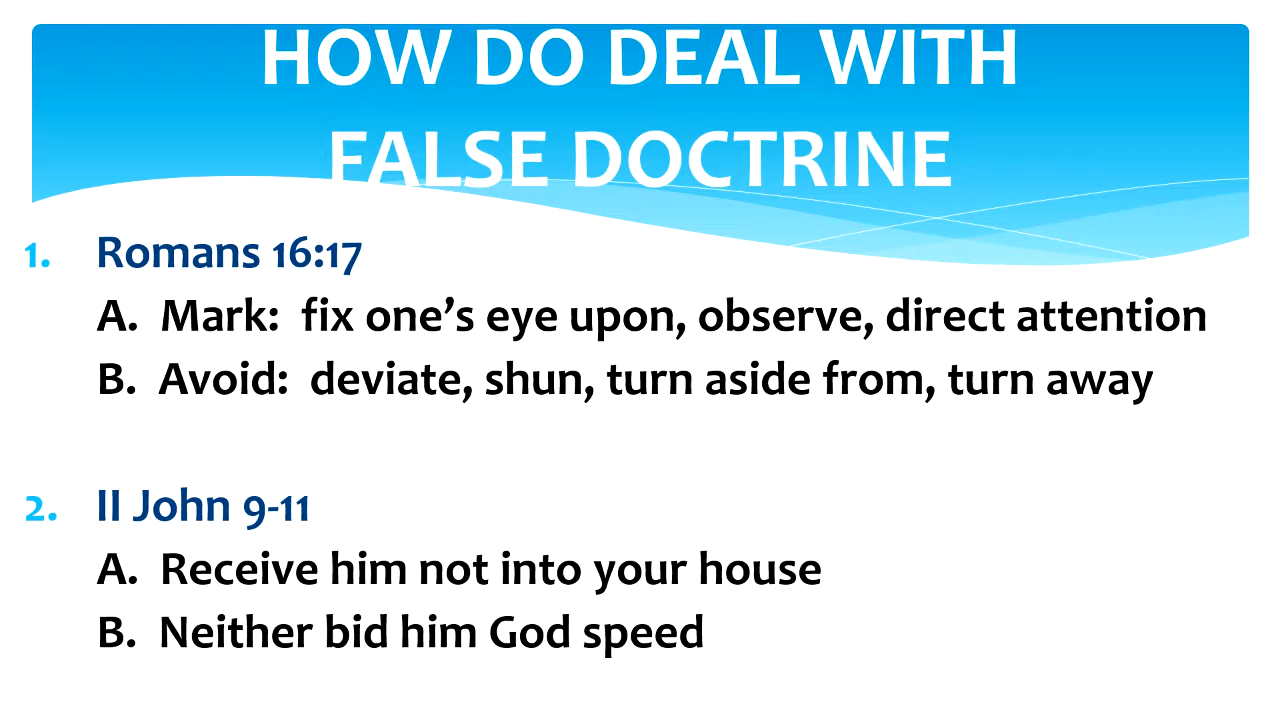 HOW DO DEAL WITH
FALSE DOCTRINE
1. Romans 16:17
A. Mark: fix one’s eye upon, observe, direct attention
B. Avoid: deviate, shun, turn aside from, turn away
2. II John 9-11
A. Receive him not into your house
B. Neither bid him God speed